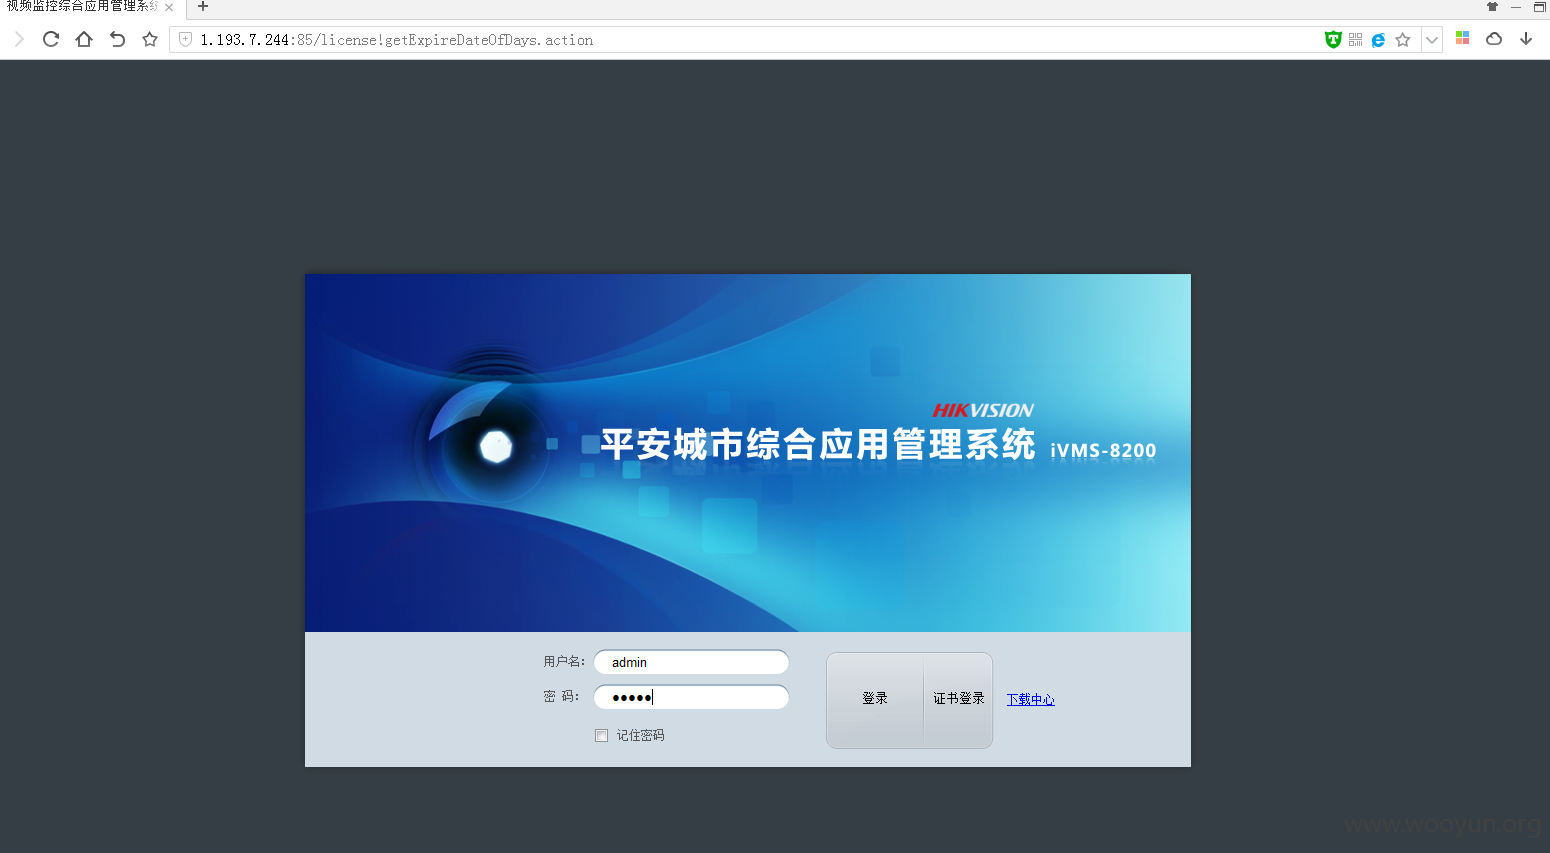 视频监控综合应用管理系统
1.193.7.244:85/license!getExpireDateOfDays.action
HIKVISION
平安城市综合应用管理系统 iVMS-8200
用户名: admin
密 码: ●●●●●
登录 证书登录 下载中心
记住密码
www.wooyun.org